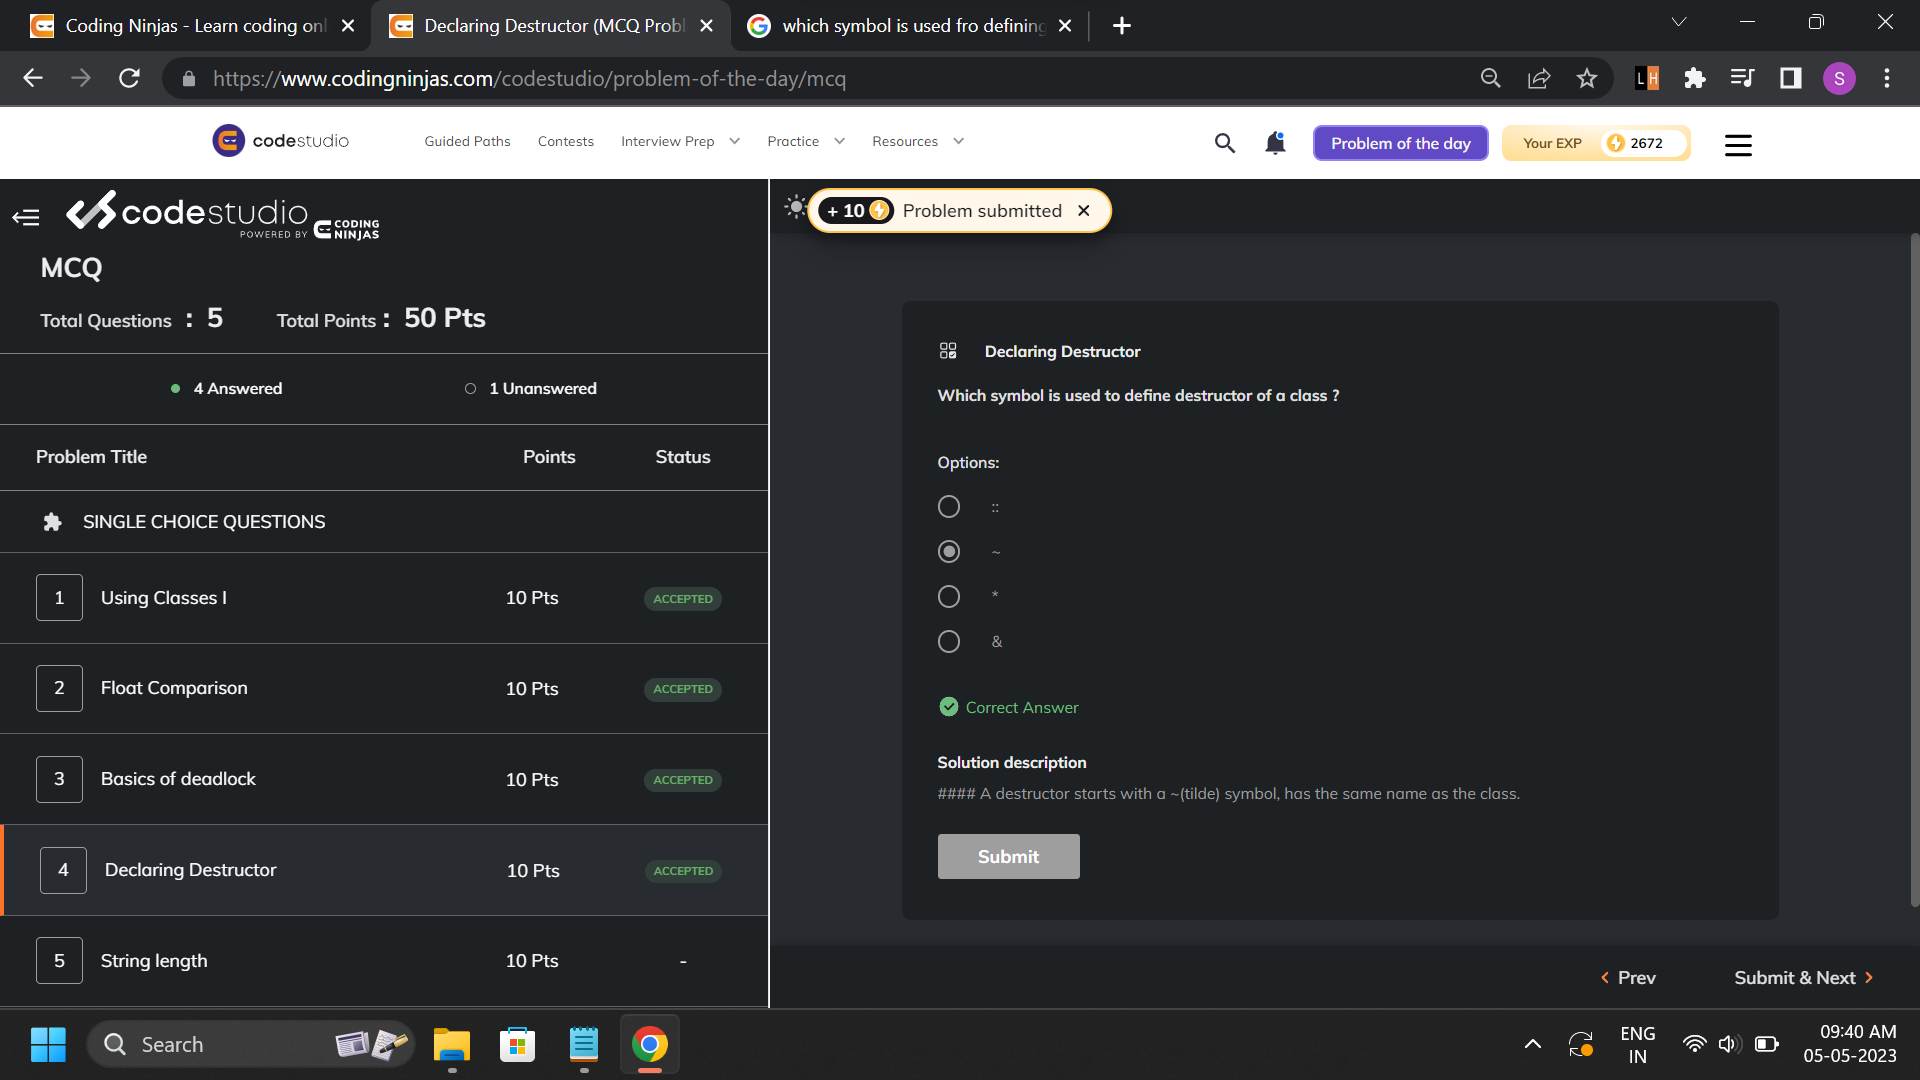 Coding Ninjas - Learn coding onl
Declaring Destructor (MCQ Probl
which symbol is used fro defining
https://www.codingninjas.com/codestudio/problem-of-the-day/mcq
LH
S
codestudio
Guided Paths
Contests
Interview Prep
Practice
Resources
Problem of the day
Your EXP
2672
codestudio
POWERED BY CODING NINJAS
+ 10 Problem submitted
MCQ
Total Questions : 5
Total Points : 50 Pts
4 Answered
1 Unanswered
Problem Title Points Status
SINGLE CHOICE QUESTIONS
1 Using Classes I 10 Pts ACCEPTED
2 Float Comparison 10 Pts ACCEPTED
3 Basics of deadlock 10 Pts ACCEPTED
4 Declaring Destructor 10 Pts ACCEPTED
5 String length 10 Pts -
Declaring Destructor
Which symbol is used to define destructor of a class ?
Options:
::
~
*
&
Correct Answer
Solution description
#### A destructor starts with a ~(tilde) symbol, has the same name as the class.
Submit
Prev
Submit & Next
Search
ENG
IN
09:40 AM
05-05-2023